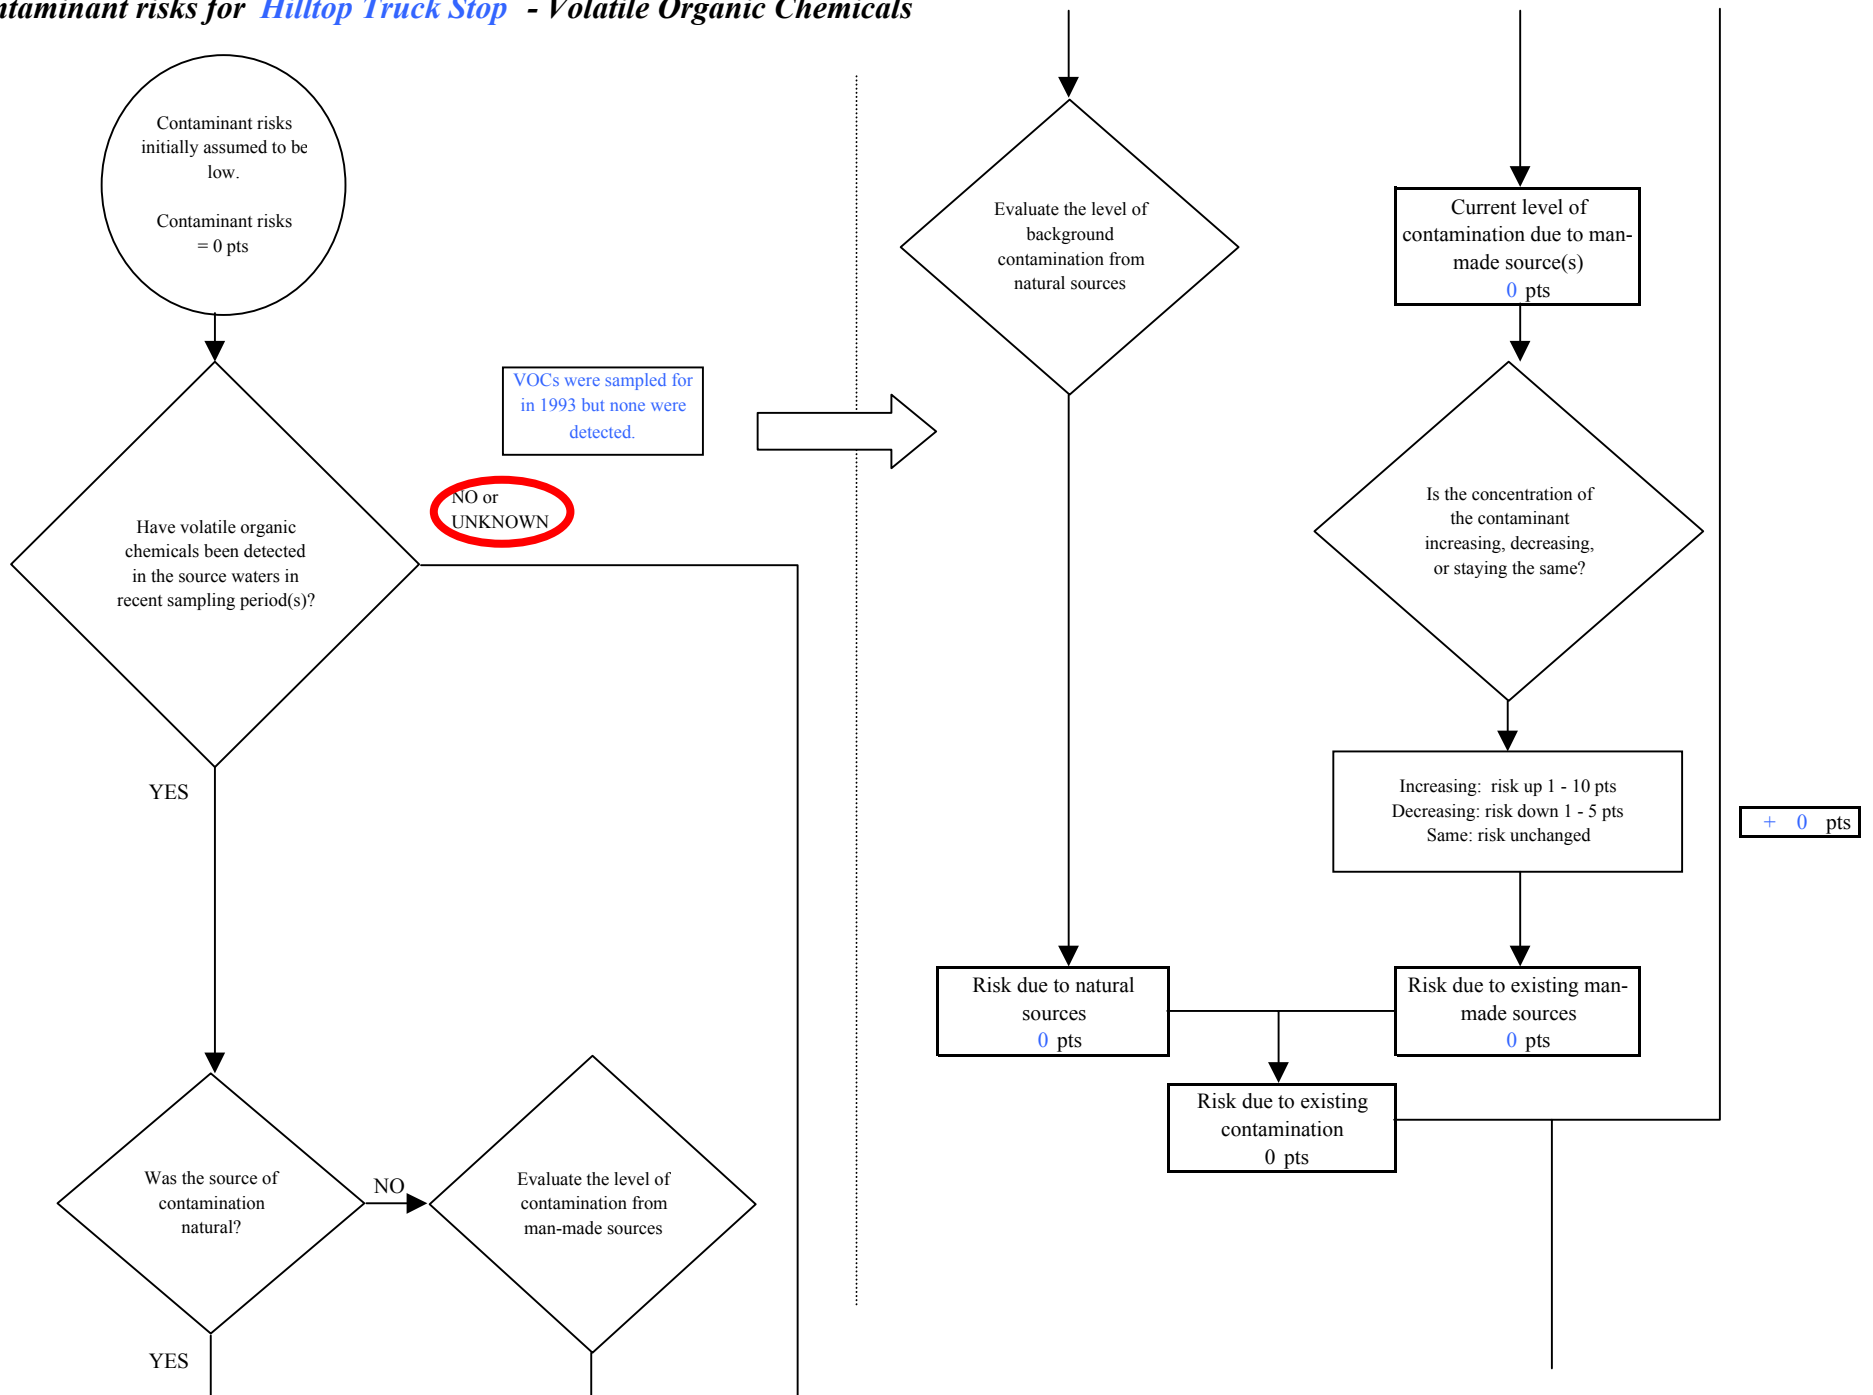 ntaminant risks for Hilltop Truck Stop - Volatile Organic Chemicals
Contaminant risks
initially assumed to be
low.
Contaminant risks
= 0 pts
VOCs were sampled for
in 1993 but none were
detected.
NO or
UNKNOWN
Have volatile organic
chemicals been detected
in the source waters in
recent sampling period(s)?
YES
Was the source of
contamination
natural?
NO
Evaluate the level of
contamination from
man-made sources
YES
Evaluate the level of
background
contamination from
natural sources
Current level of
contamination due to man-
made source(s)
0 pts
Is the concentration of
the contaminant
increasing, decreasing,
or staying the same?
Increasing: risk up 1 - 10 pts
Decreasing: risk down 1 - 5 pts
Same: risk unchanged
+ 0 pts
Risk due to natural
sources
0 pts
Risk due to existing man-
made sources
0 pts
Risk due to existing
contamination
0 pts